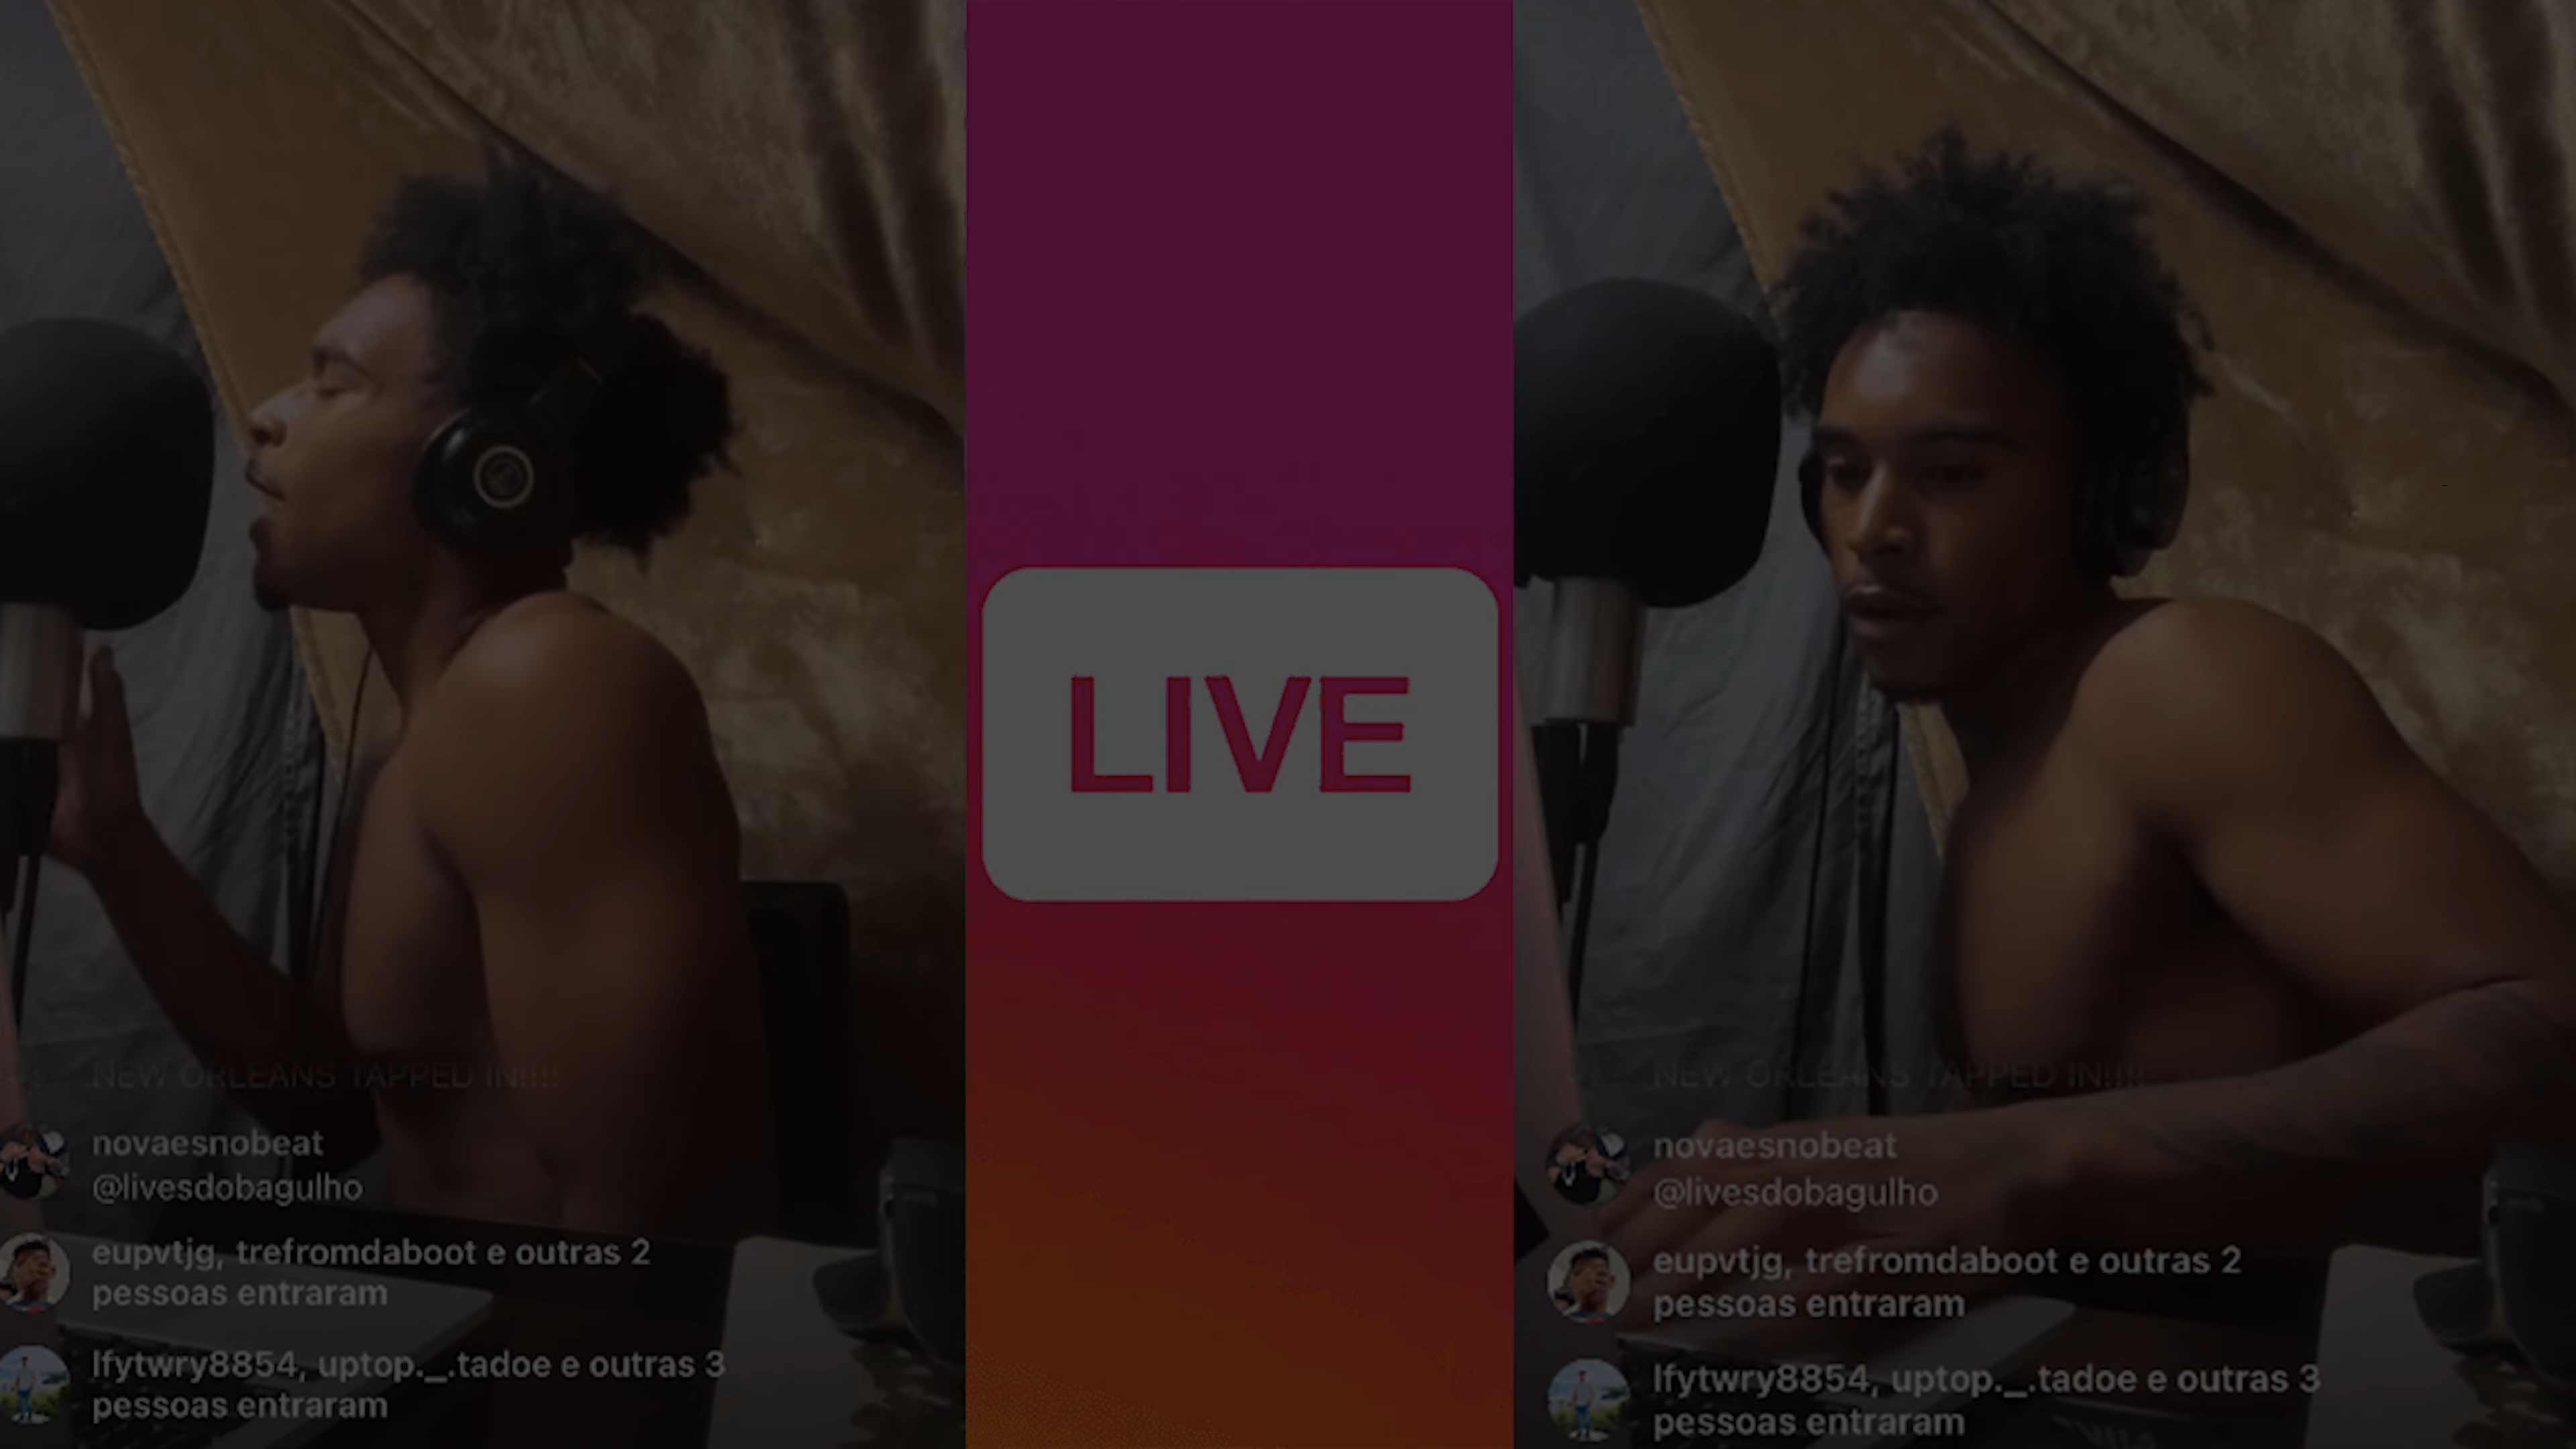 NEW ORLEANS TAPPED IN!!!!
novaesnobeat
@livesdobagulho
eupvtjg, trefromdaboot e outras 2
pessoas entraram
lfytwry8854, uptop._.tadoe e outras 3
pessoas entraram
LIVE
NEW ORLEANS TAPPED IN!!!!
novaesnobeat
@livesdobagulho
eupvtjg, trefromdaboot e outras 2
pessoas entraram
lfytwry8854, uptop._.tadoe e outras 3
pessoas entraram